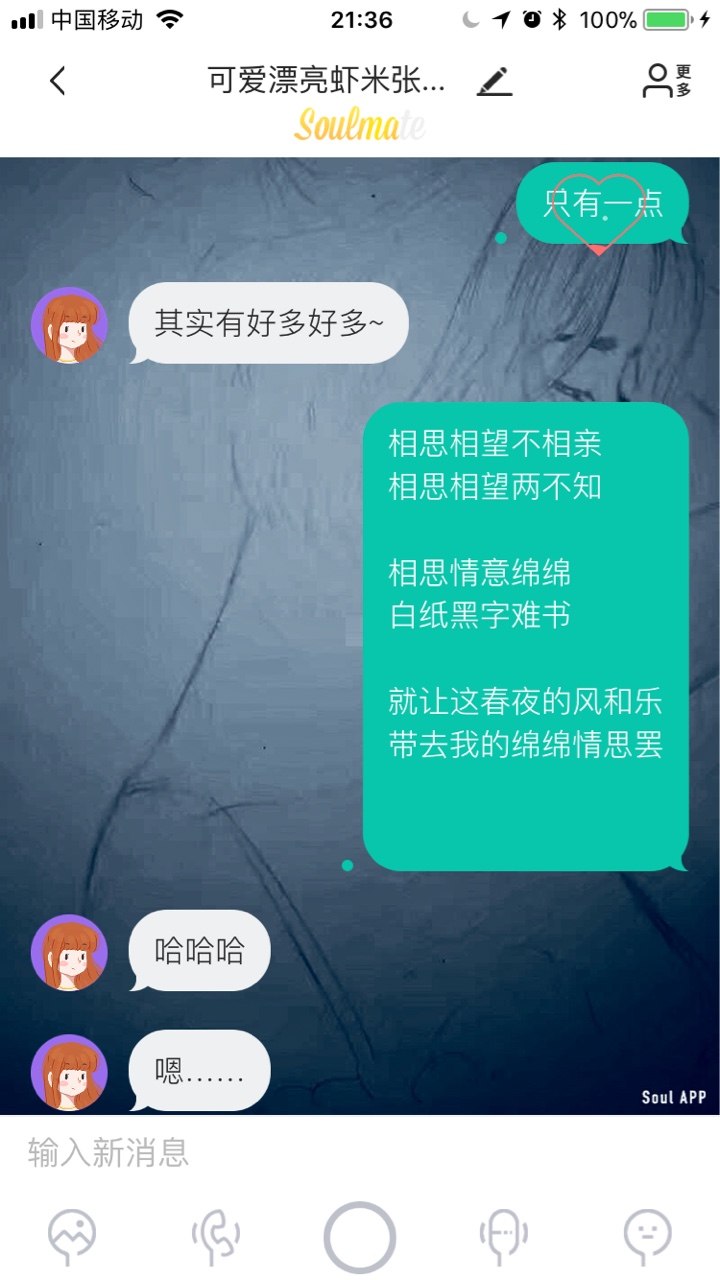 中国移动 21:36 100%
可爱漂亮虾米张...
更多
Soulmate
只有一点
其实有好多好多~
相思相望不相亲
相思相望两不知
相思情意绵绵
白纸黑字难书
就让这春夜的风和乐
带去我的绵绵情思罢
哈哈哈
嗯......
Soul APP
输入新消息